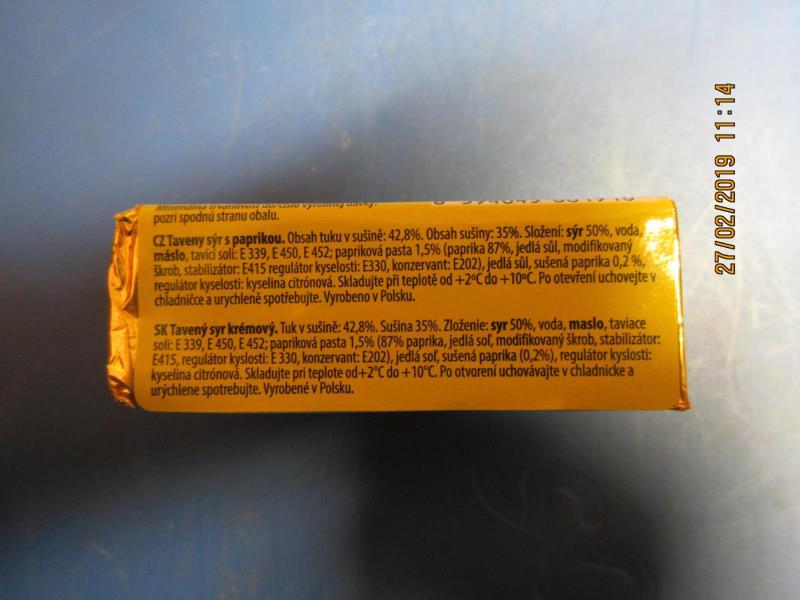 pozri spodnú stranu obalu.
CZ Taveny sýr s paprikou. Obsah tuku v sušině: 42,8%. Obsah sušiny: 35%. Složení: sýr 50%, voda,
máslo, tavicí soli: E 339, E 450, E 452; papriková pasta 1,5% (paprika 87%, jedlá sůl, modifikovaný
škrob, stabilizátor: E415 regulátor kyselosti: E330, konzervant: E202), jedlá sůl, sušená paprika 0,2 %,
regulátor kyselosti: kyselina citrónová. Skladujte při teplotě od +2ºC do +10ºC. Po otevření uchovejte v
chladničce a urychleně spotřebujte. Vyrobeno v Polsku.
SK Tavený syr krémový. Tuk v sušine: 42,8%. Sušina 35%. Zloženie: syr 50%, voda, maslo, taviace
soli: E 339, E 450, E 452; papriková pasta 1,5% (87% paprika, jedlá soľ, modifikovaný škrob, stabilizátor:
E415, regulátor kyslosti: E 330, konzervant: E202), jedlá soľ, sušená paprika (0,2%), regulátor kyslosti:
kyselina citrónová. Skladujte pri teplote od+2°C do +10°C. Po otvorení uchovávajte v chladnicke a
urýchlene spotrebujte. Vyrobené v Polsku.
27/02/2019 11:14